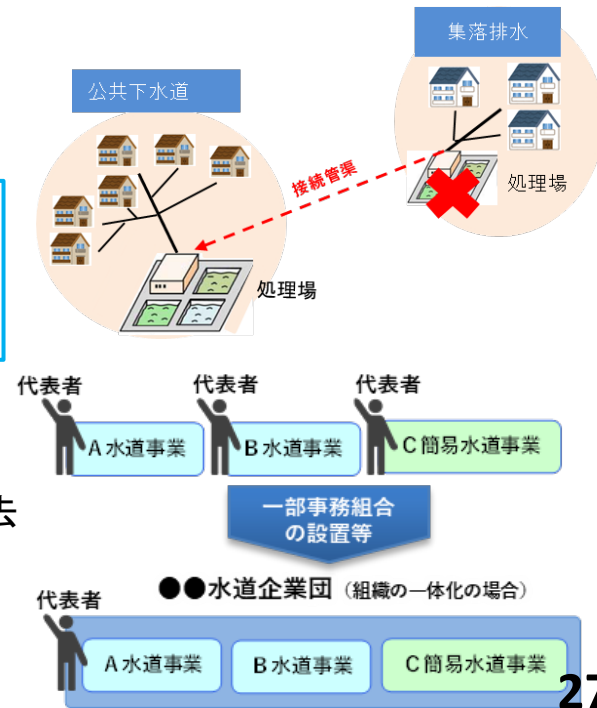 集落排水
公共下水道
接続管渠
処理場
処理場
代表者
代表者
代表者
A水道事業
B水道事業
C簡易水道事業
一部事務組合
の設置等
●●水道企業団（組織の一体化の場合）
代表者
A水道事業
B水道事業
C簡易水道事業
27